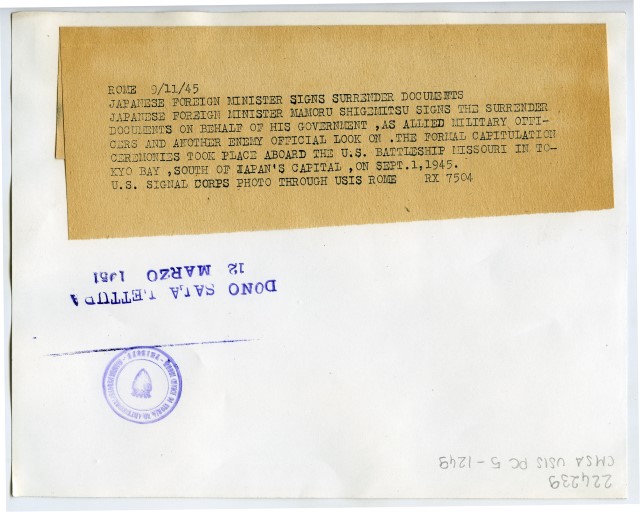 ROME 9/11/45
JAPANESE FOREIGN MINISTER SIGNS SURRENDER DOCUMENTS
JAPANESE FOREIGN MINISTER MAMORU SHIGEMITSU SIGNS THE SURRENDER
DOCUMENTS ON BEHALF OF HIS GOVERNMENT ,AS ALLIED MILITARY OFFI-
CERS AND ANOTHER ENEMY OFFICIAL LOOK ON .THE FORMAL CAPITULATION
CEREMONIES TOOK PLACE ABOARD THE U.S. BATTLESHIP MISSOURI IN TO-
KYO BAY ,SOUTH OF JAPAN'S CAPITAL ,ON SEPT.1,1945.
U.S. SIGNAL CORPS PHOTO THROUGH USIS ROME RX 7504
DONO SALA LETTURA
12 MARZO 1951
224239
CMSA USIS PC 5-1249